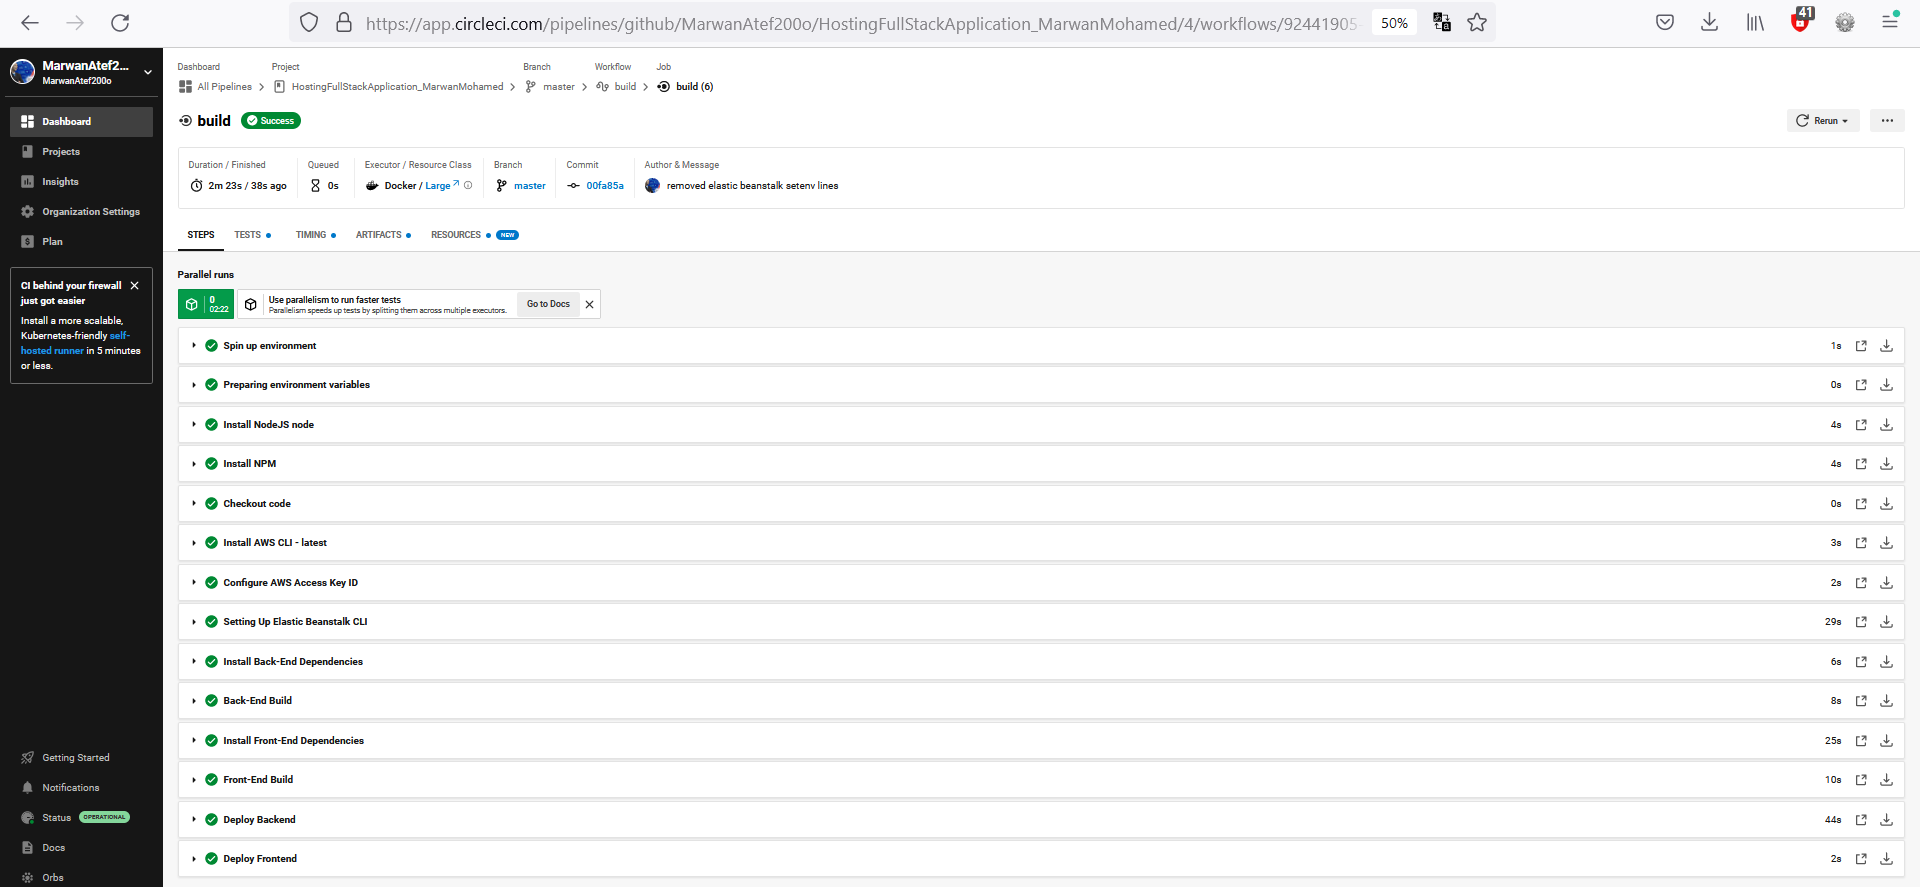 https://app.circleci.com/pipelines/github/MarwanAtef200o/HostingFullStackApplication_MarwanMohamed/4/workflows/92441905-
50%
41
MarwanAtef2...
MarwanAtef200o
Dashboard
Projects
Insights
Organization Settings
Plan
CI behind your firewall
just got easier
Install a more scalable,
Kubernetes-friendly self-
hosted runner in 5 minutes
or less.
Getting Started
Notifications
Status OPERATIONAL
Docs
Orbs
Dashboard Project Branch Workflow Job
All Pipelines HostingFullStackApplication_MarwanMohamed master build build (6)
build Success
Rerun
Duration / Finished Queued Executor / Resource Class Branch Commit Author & Message
2m 23s / 38s ago 0s Docker / Large master 00fa85a removed elastic beanstalk setenv lines
STEPS TESTS TIMING ARTIFACTS RESOURCES NEW
Parallel runs
0
02:22
Use parallelism to run faster tests
Parallelism speeds up tests by splitting them across multiple executors.
Go to Docs
Spin up environment 1s
Preparing environment variables 0s
Install NodeJS node 4s
Install NPM 4s
Checkout code 0s
Install AWS CLI - latest 3s
Configure AWS Access Key ID 2s
Setting Up Elastic Beanstalk CLI 29s
Install Back-End Dependencies 6s
Back-End Build 8s
Install Front-End Dependencies 25s
Front-End Build 10s
Deploy Backend 44s
Deploy Frontend 2s